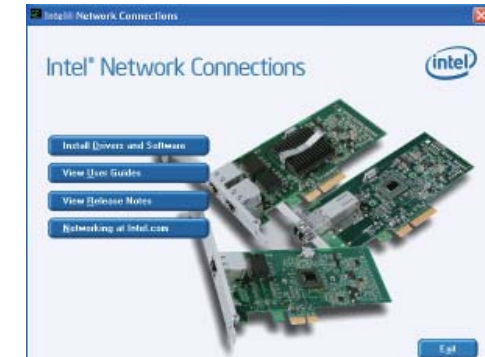 Intel® Network Connections
Intel® Network Connections
intel
Install Drivers and Software
View User Guides
View Release Notes
Networking at Intel.com
Exit